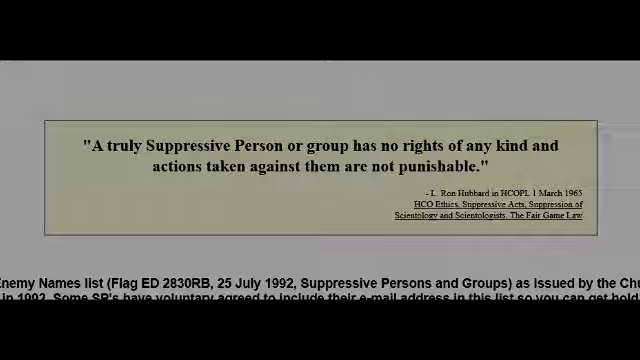 "A truly Suppressive Person or group has no rights of any kind and
actions taken against them are not punishable."
- L. Ron Hubbard in HCOPL 1 March 1965
HCO Ethics, Suppressive Acts, Suppression of
Scientology and Scientologists, The Fair Game Law
Enemy Names list (Flag ED 2830RB, 25 July 1992, Suppressive Persons and Groups) as issued by the Chu
in 1992. Some SP's have voluntary agreed to include their e-mail address in this list so you can get hold